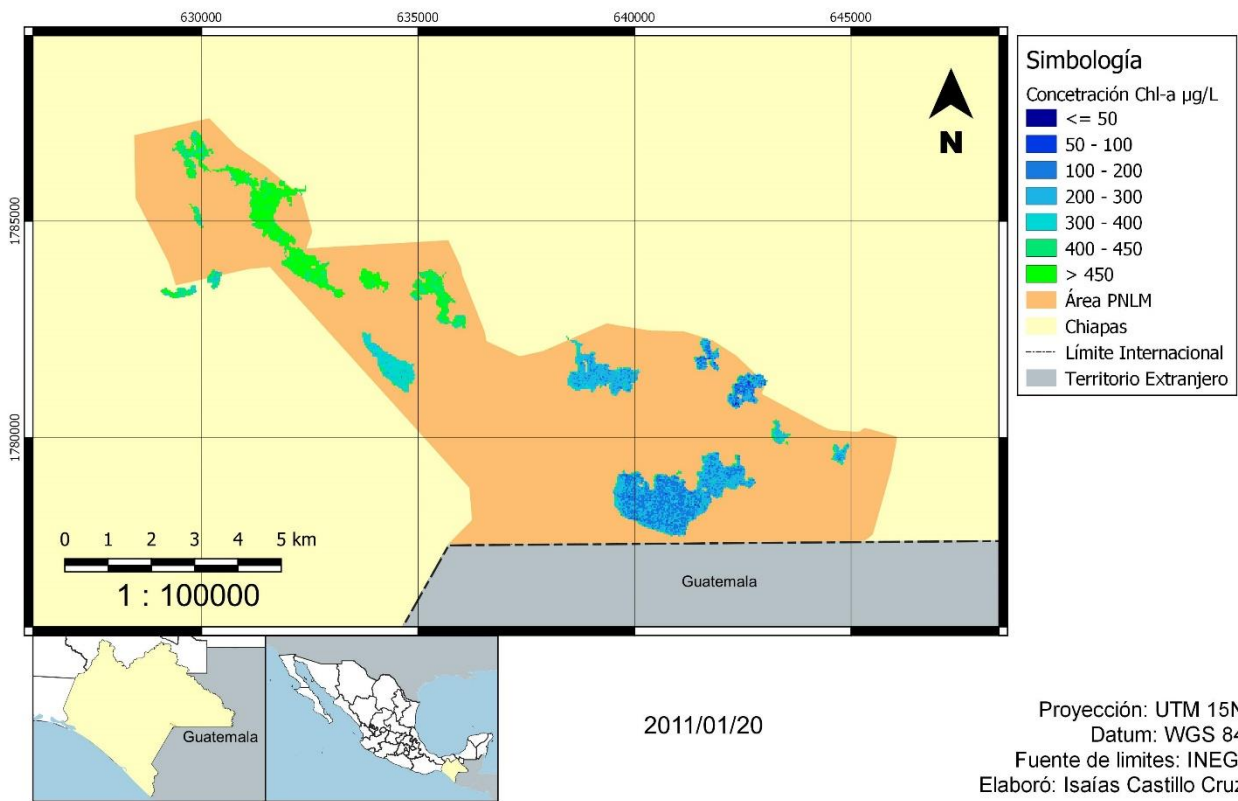 630000
635000
640000
645000
1785000
1780000
N
0 1 2 3 4 5 km
1 : 100000
Guatemala
Simbología
Concetración Chl-a µg/L
<= 50
50 - 100
100 - 200
200 - 300
300 - 400
400 - 450
> 450
Área PNLM
Chiapas
Límite Internacional
Territorio Extranjero
Guatemala
2011/01/20
Proyección: UTM 15N
Datum: WGS 84
Fuente de limites: INEG
Elaboró: Isaías Castillo Cruz